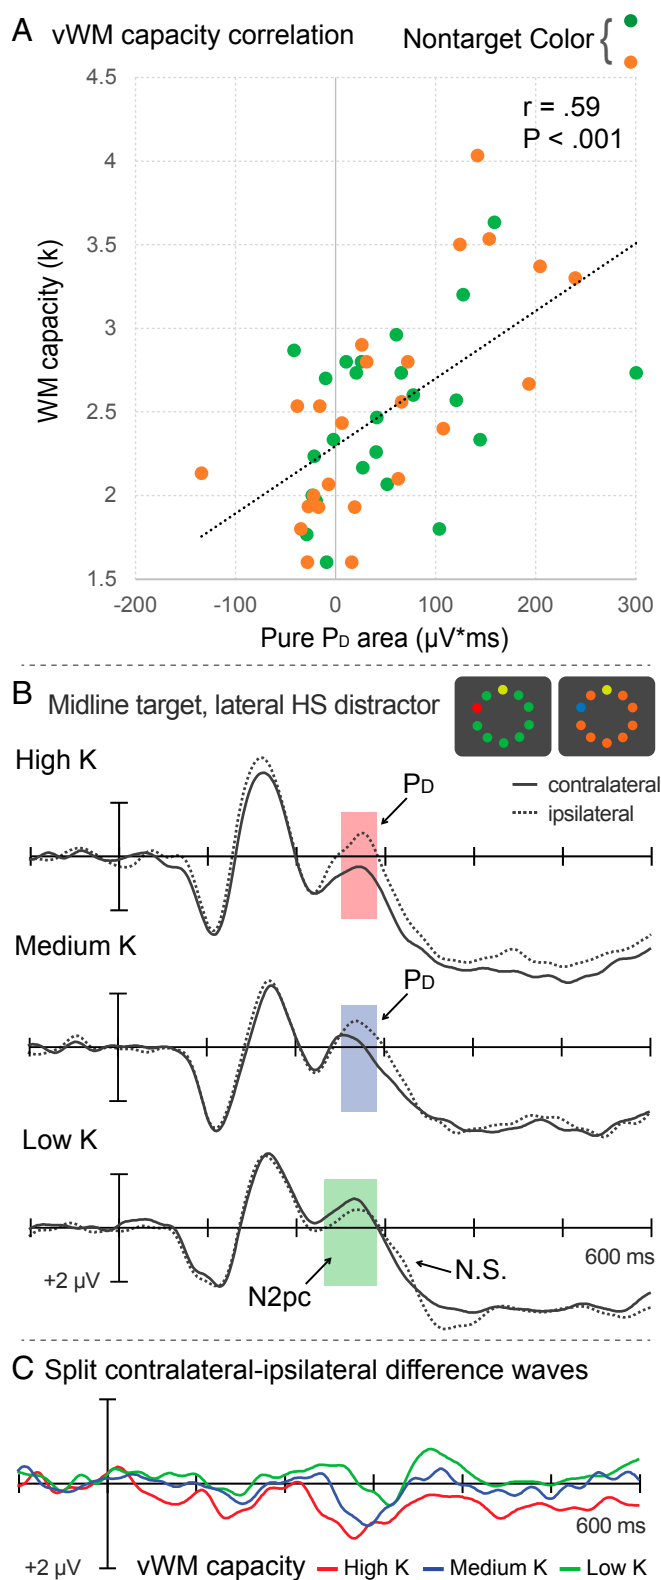 A vWM capacity correlation
Nontarget Color {
r = .59
P < .001
WM capacity (k)
4.5
4
3.5
3
2.5
2
1.5
-200 -100 0 100 200 300
Pure PD area (µV*ms)
B Midline target, lateral HS distractor
High K
PD
contralateral
ipsilateral
Medium K
PD
Low K
+2 µV
N2pc
N.S.
600 ms
C Split contralateral-ipsilateral difference waves
600 ms
+2 µV
vWM capacity High K Medium K Low K